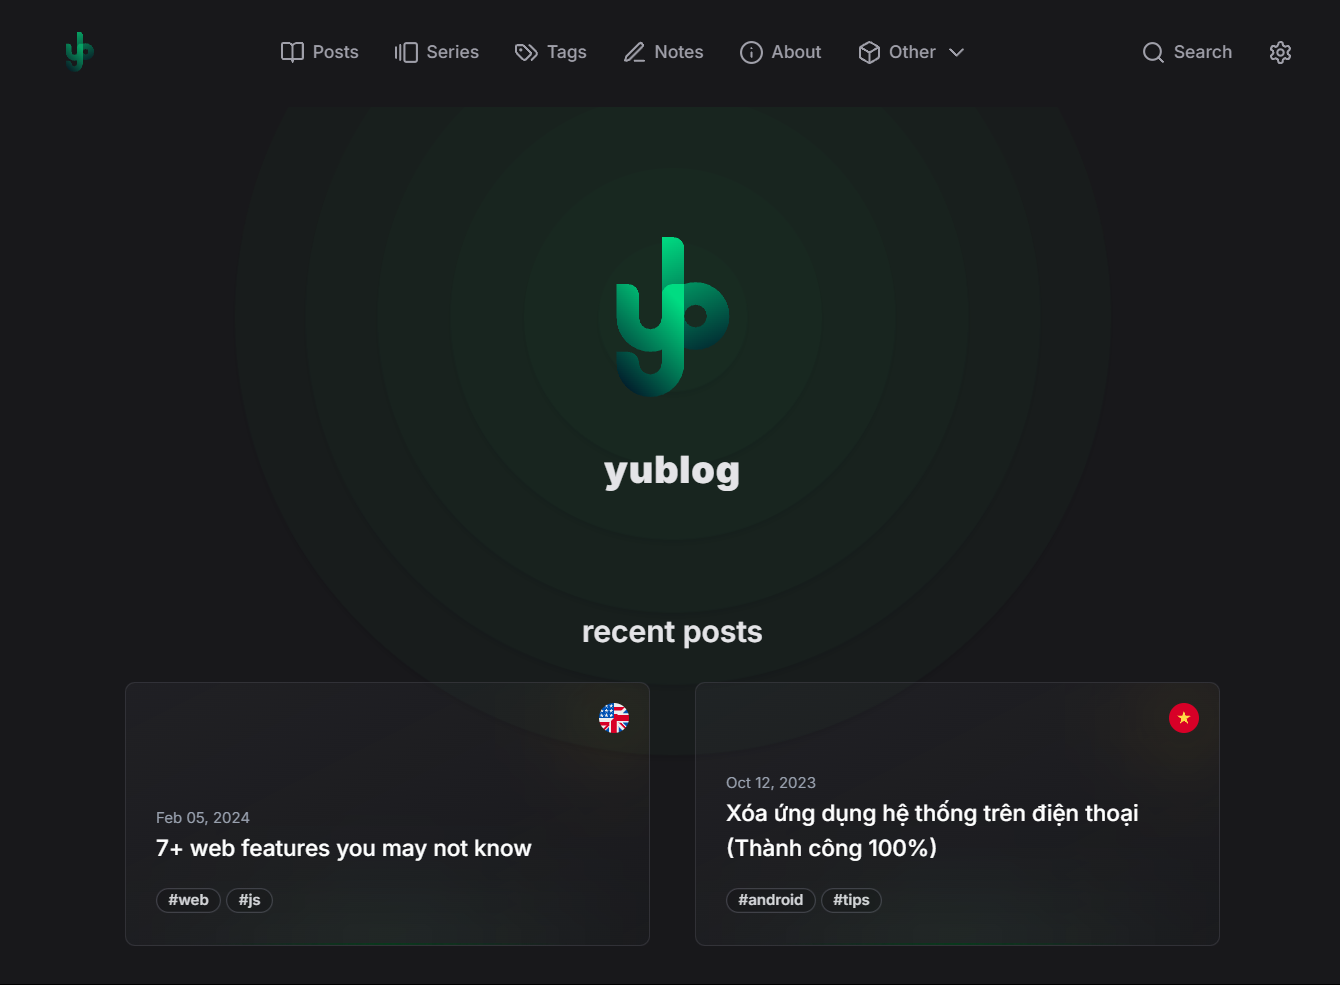 Posts
Series
Tags
Notes
About
Other
Search
yublog
recent posts
Feb 05, 2024
7+ web features you may not know
#web #js
Oct 12, 2023
Xóa ứng dụng hệ thống trên điện thoại
(Thành công 100%)
#android #tips